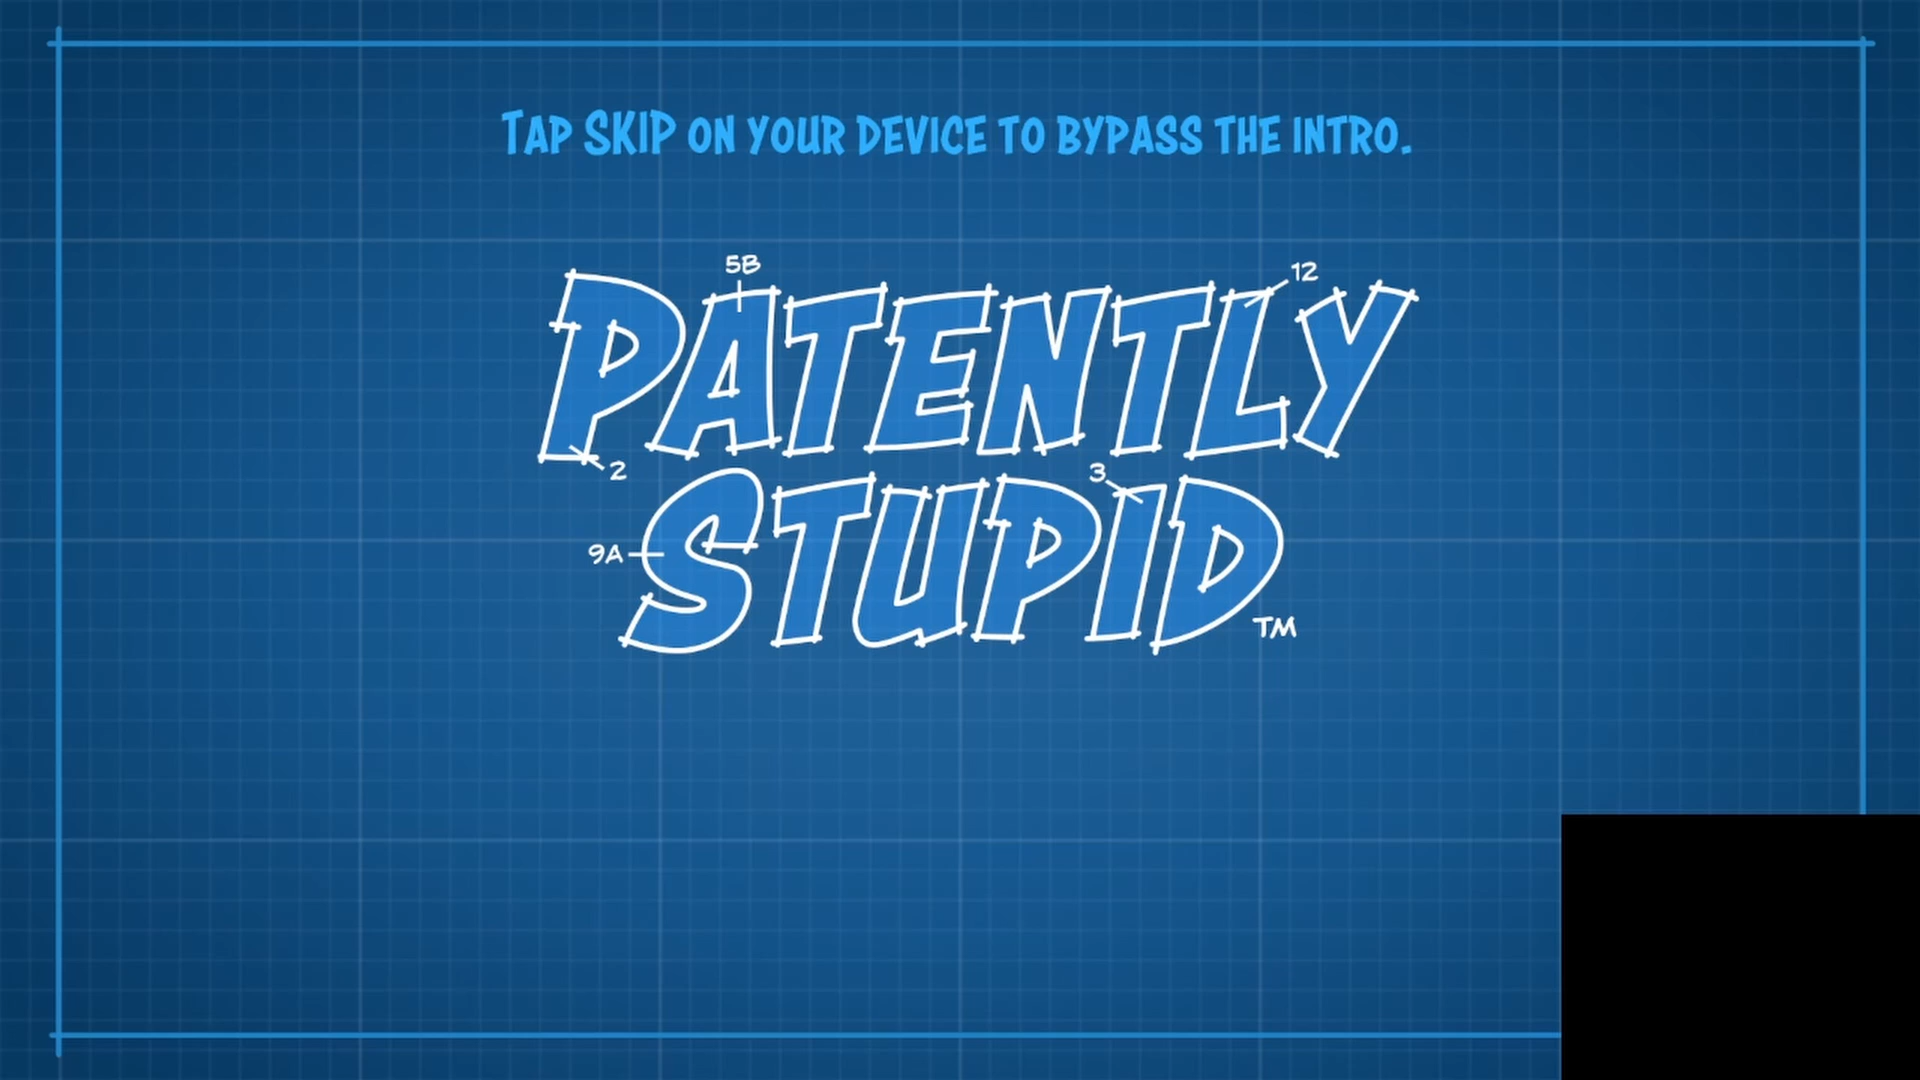 TAP SKIP ON YOUR DEVICE TO BYPASS THE INTRO.
5B
12
PATENTLY
2
3
9A
STUPID
TM